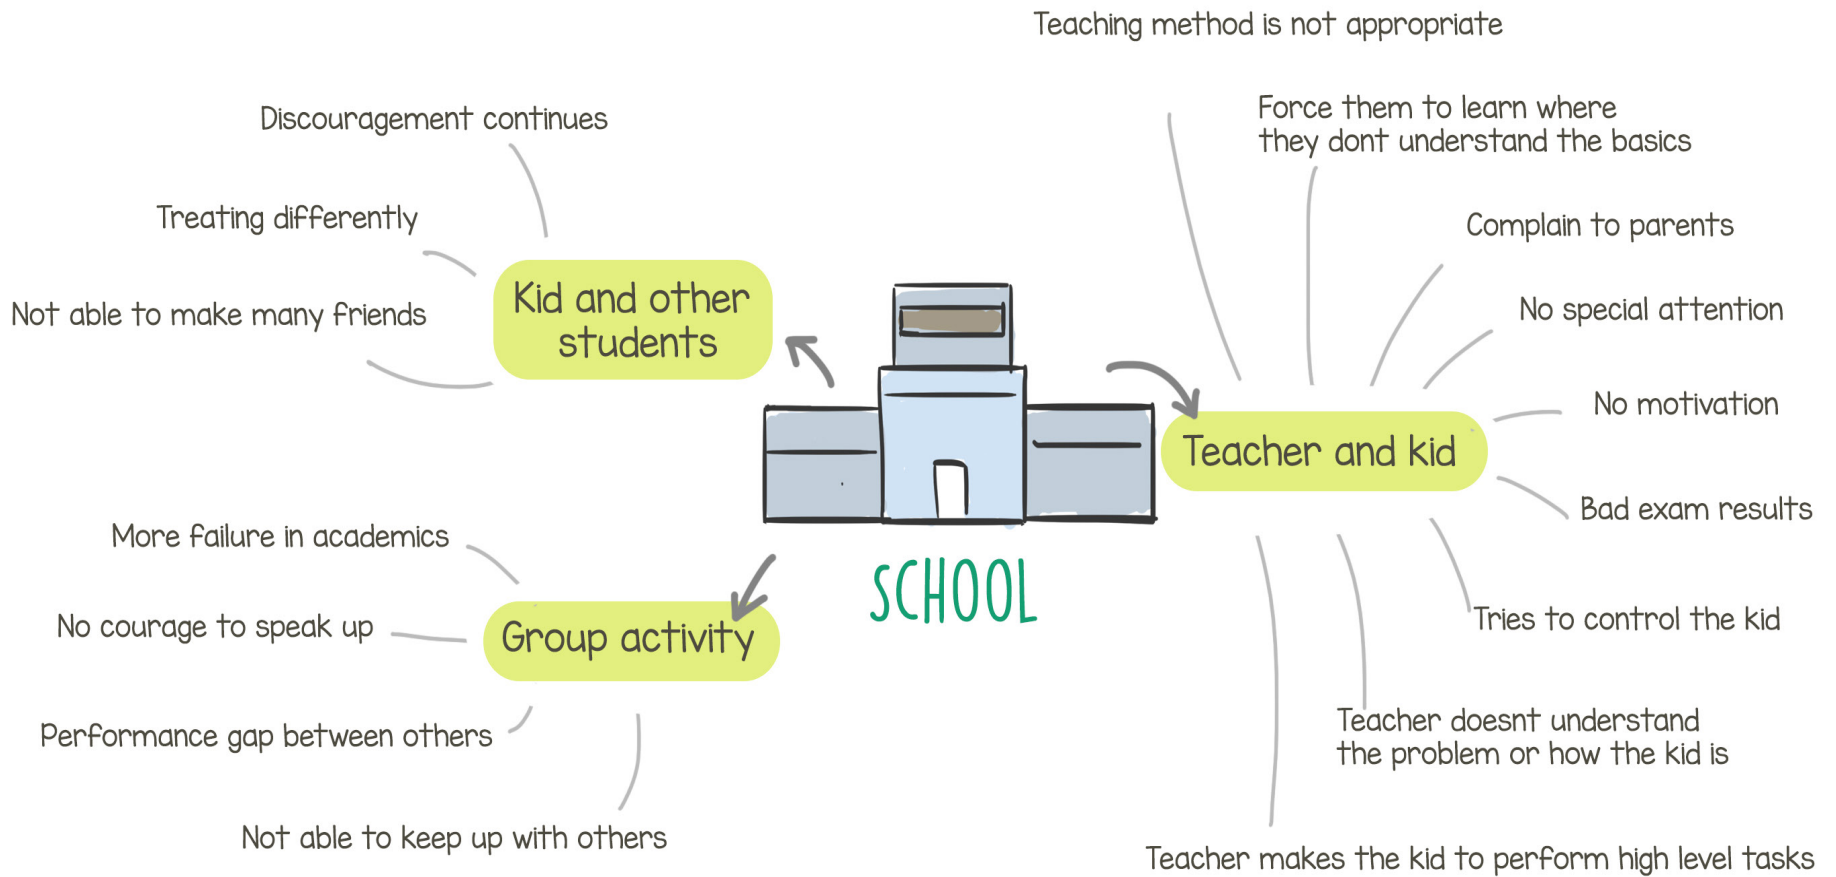 Teaching method is not appropriate
Force them to learn where
they dont understand the basics
Complain to parents
No special attention
No motivation
Bad exam results
Tries to control the kid
Teacher doesnt understand
the problem or how the kid is
Teacher makes the kid to perform high level tasks
Teacher and kid
Discouragement continues
Treating differently
Not able to make many friends
Kid and other
students
More failure in academics
No courage to speak up
Performance gap between others
Not able to keep up with others
Group activity
SCHOOL